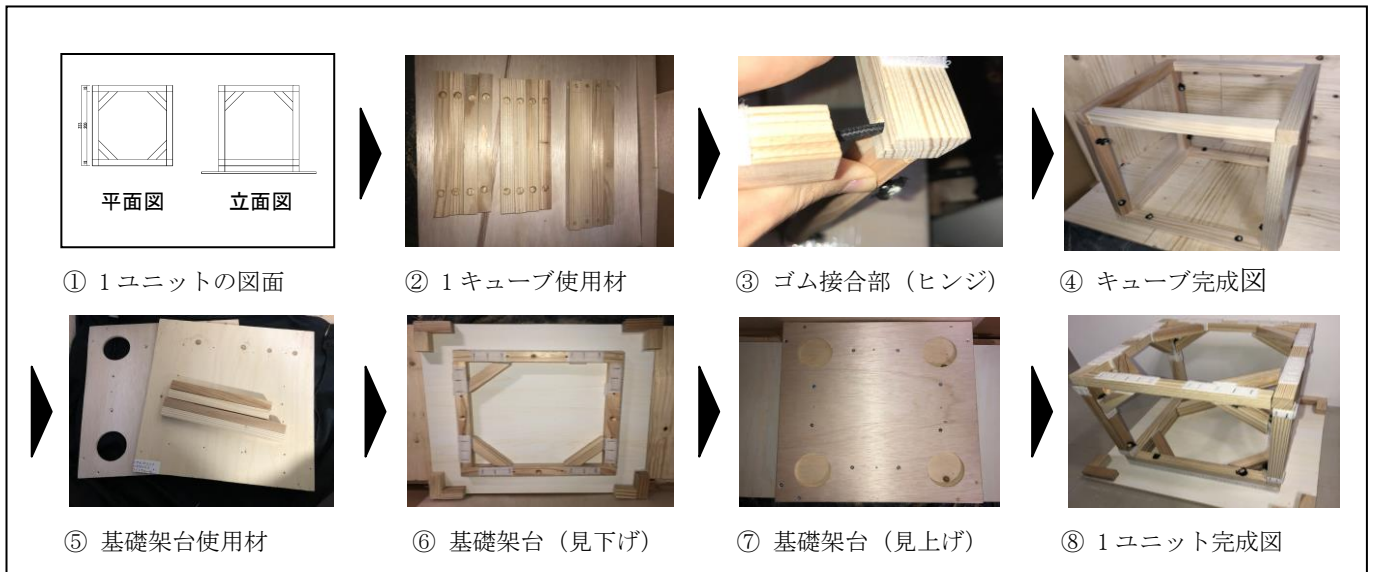 平面図
立面図
① 1ユニットの図面
② 1キューブ使用材
③ ゴム接合部（ヒンジ）
④ キューブ完成図
⑤ 基礎架台使用材
⑥ 基礎架台（見下げ）
⑦ 基礎架台（見上げ）
⑧ 1ユニット完成図